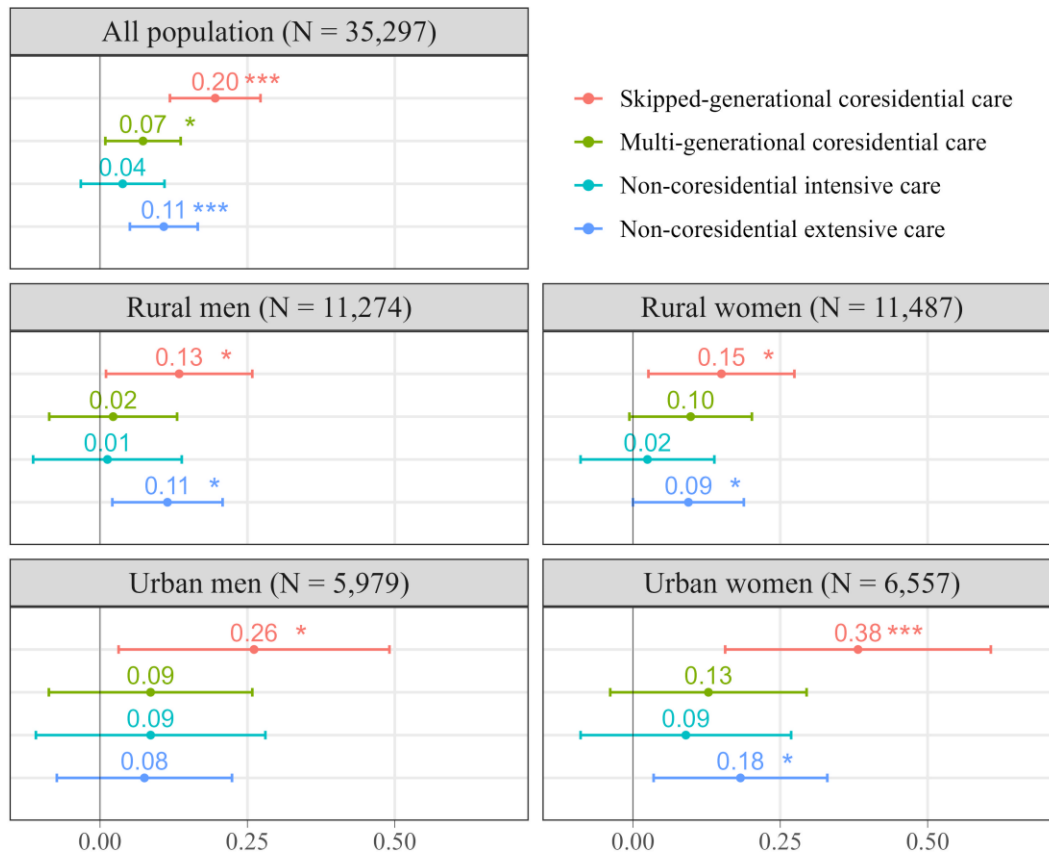 All population (N = 35,297)
0.20 ***
0.07 *
0.04
0.11 ***
Skipped-generational coresidential care
Multi-generational coresidential care
Non-coresidential intensive care
Non-coresidential extensive care
Rural men (N = 11,274)
0.13 *
0.02
0.01
0.11 *
Rural women (N = 11,487)
0.15 *
0.10
0.02
0.09 *
Urban men (N = 5,979)
0.26 *
0.09
0.09
0.08
0.00 0.25 0.50
Urban women (N = 6,557)
0.38 ***
0.13
0.09
0.18 *
0.00 0.25 0.50